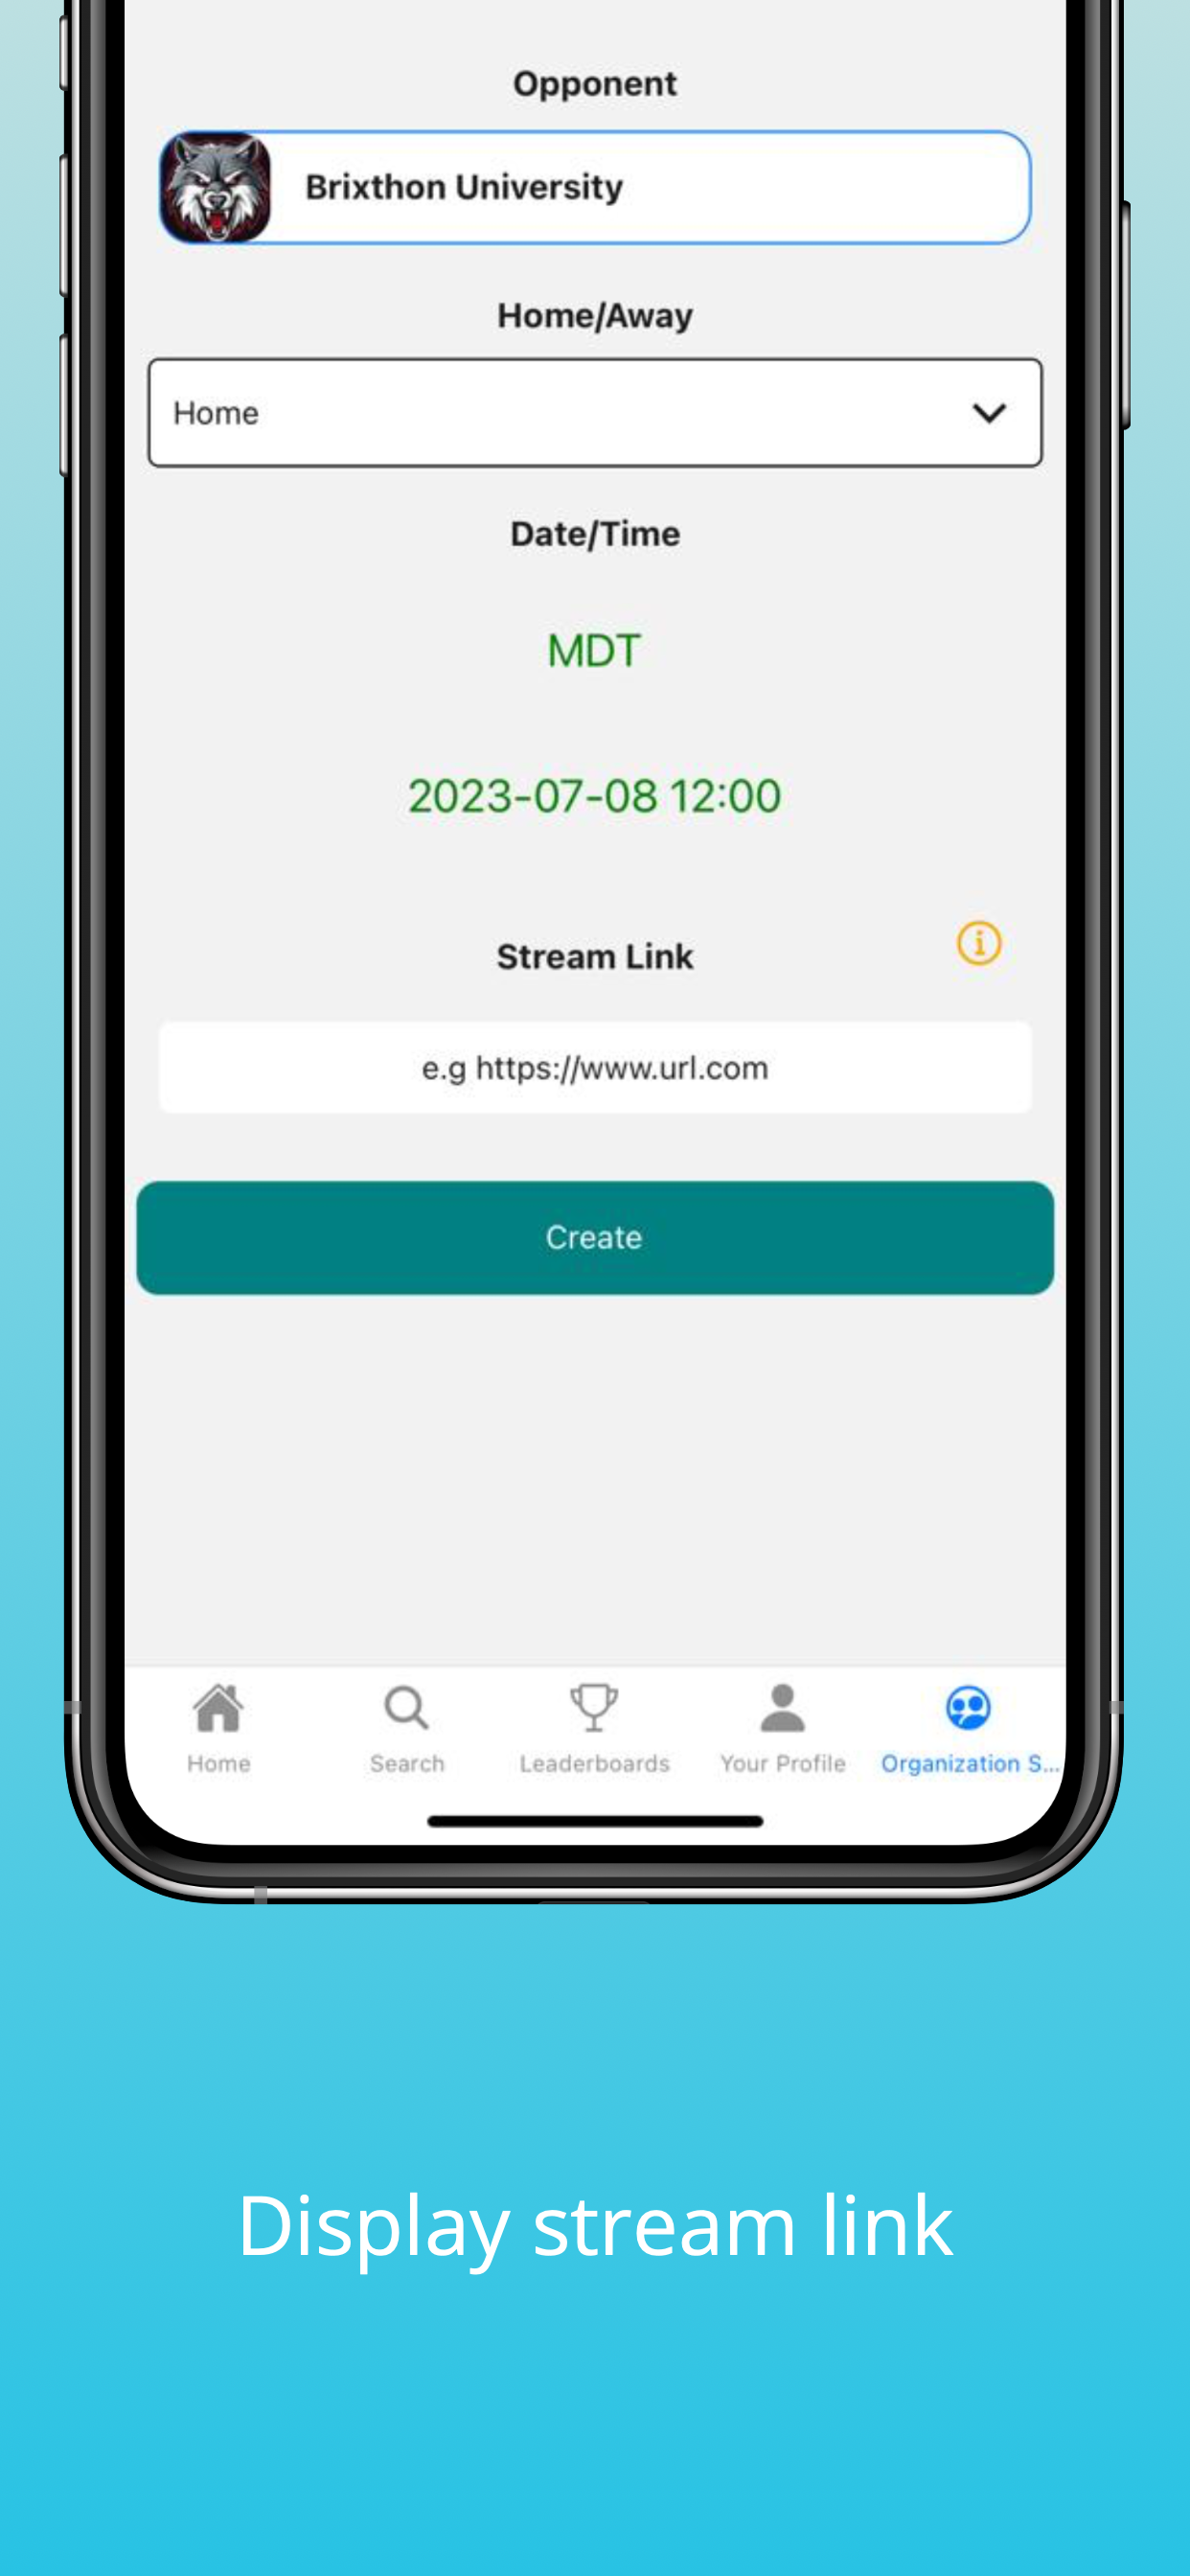 Opponent
Brixthon University
Home/Away
Home
Date/Time
MDT
2023-07-08 12:00
Stream Link
e.g https://www.url.com
Create
Home
Search
Leaderboards
Your Profile
Organization S...
Display stream link